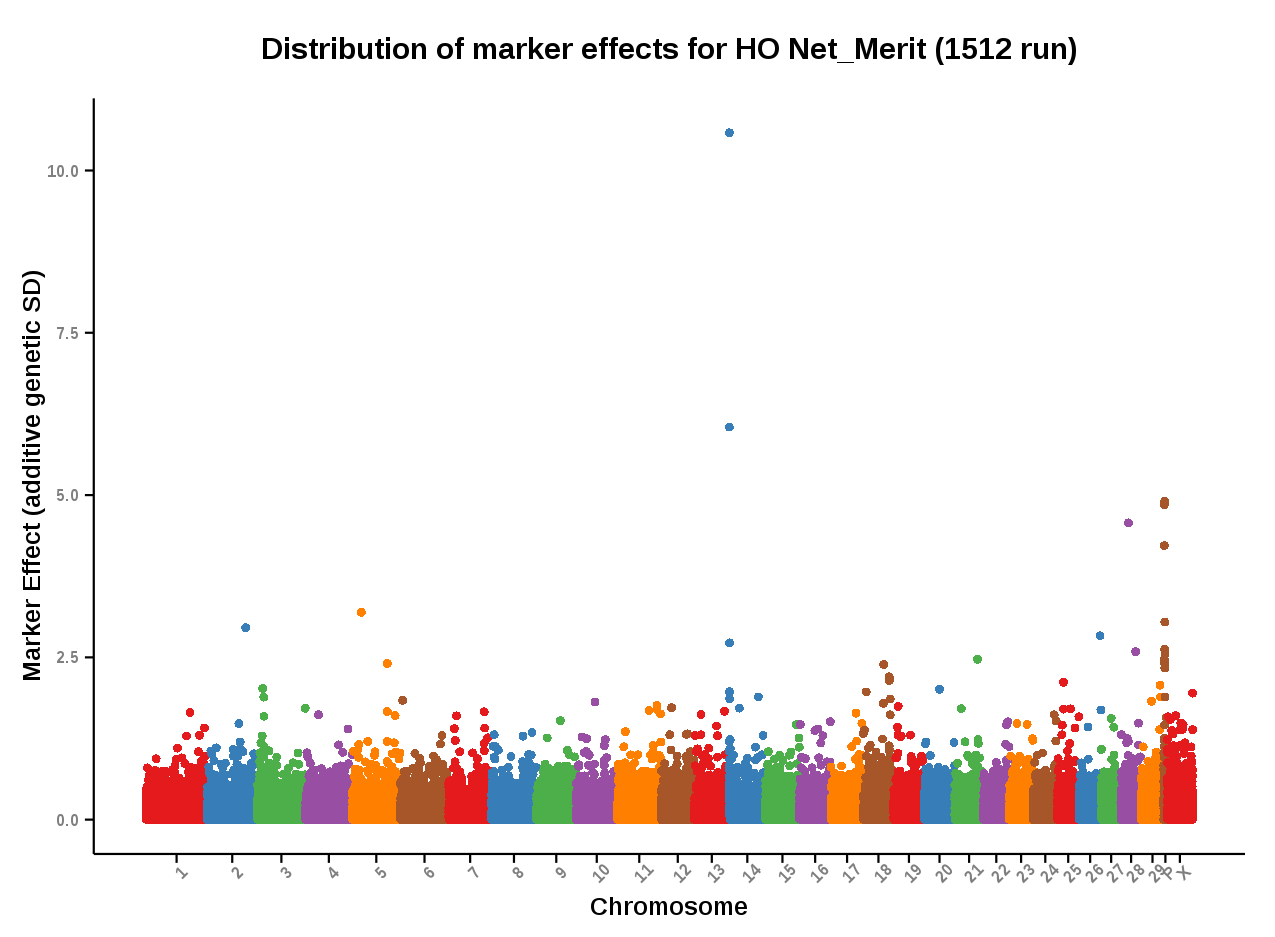 Distribution of marker effects for HO Net_Merit (1512 run)
Marker Effect (additive genetic SD)
10.0
7.5
5.0
2.5
0.0
1 2 3 4 5 6 7 8 9 10 11 12 13 14 15 16 17 18 19 20 21 22 23 24 25 26 27 28 29 X
Chromosome